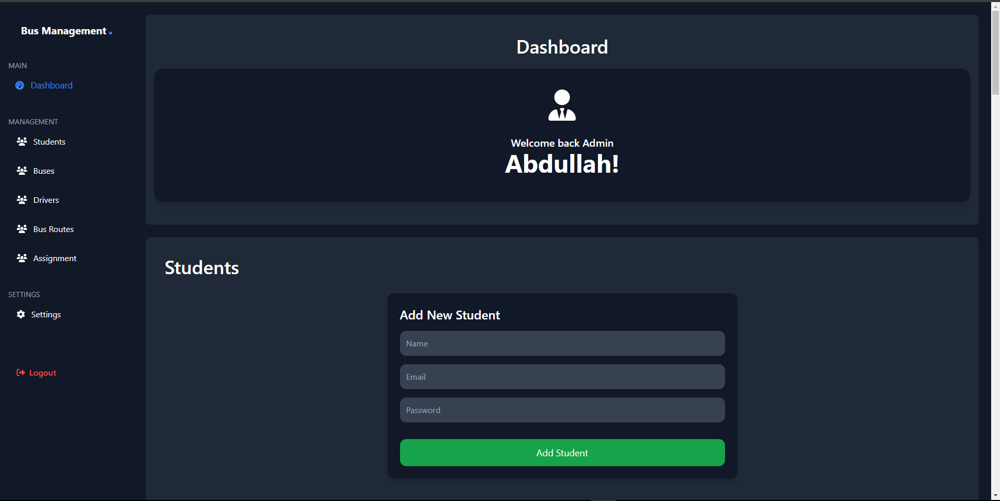 Bus Management .
MAIN
Dashboard
MANAGEMENT
Students
Buses
Drivers
Bus Routes
Assignment
SETTINGS
Settings
Logout
Dashboard
Welcome back Admin
Abdullah!
Students
Add New Student
Name
Email
Password
Add Student